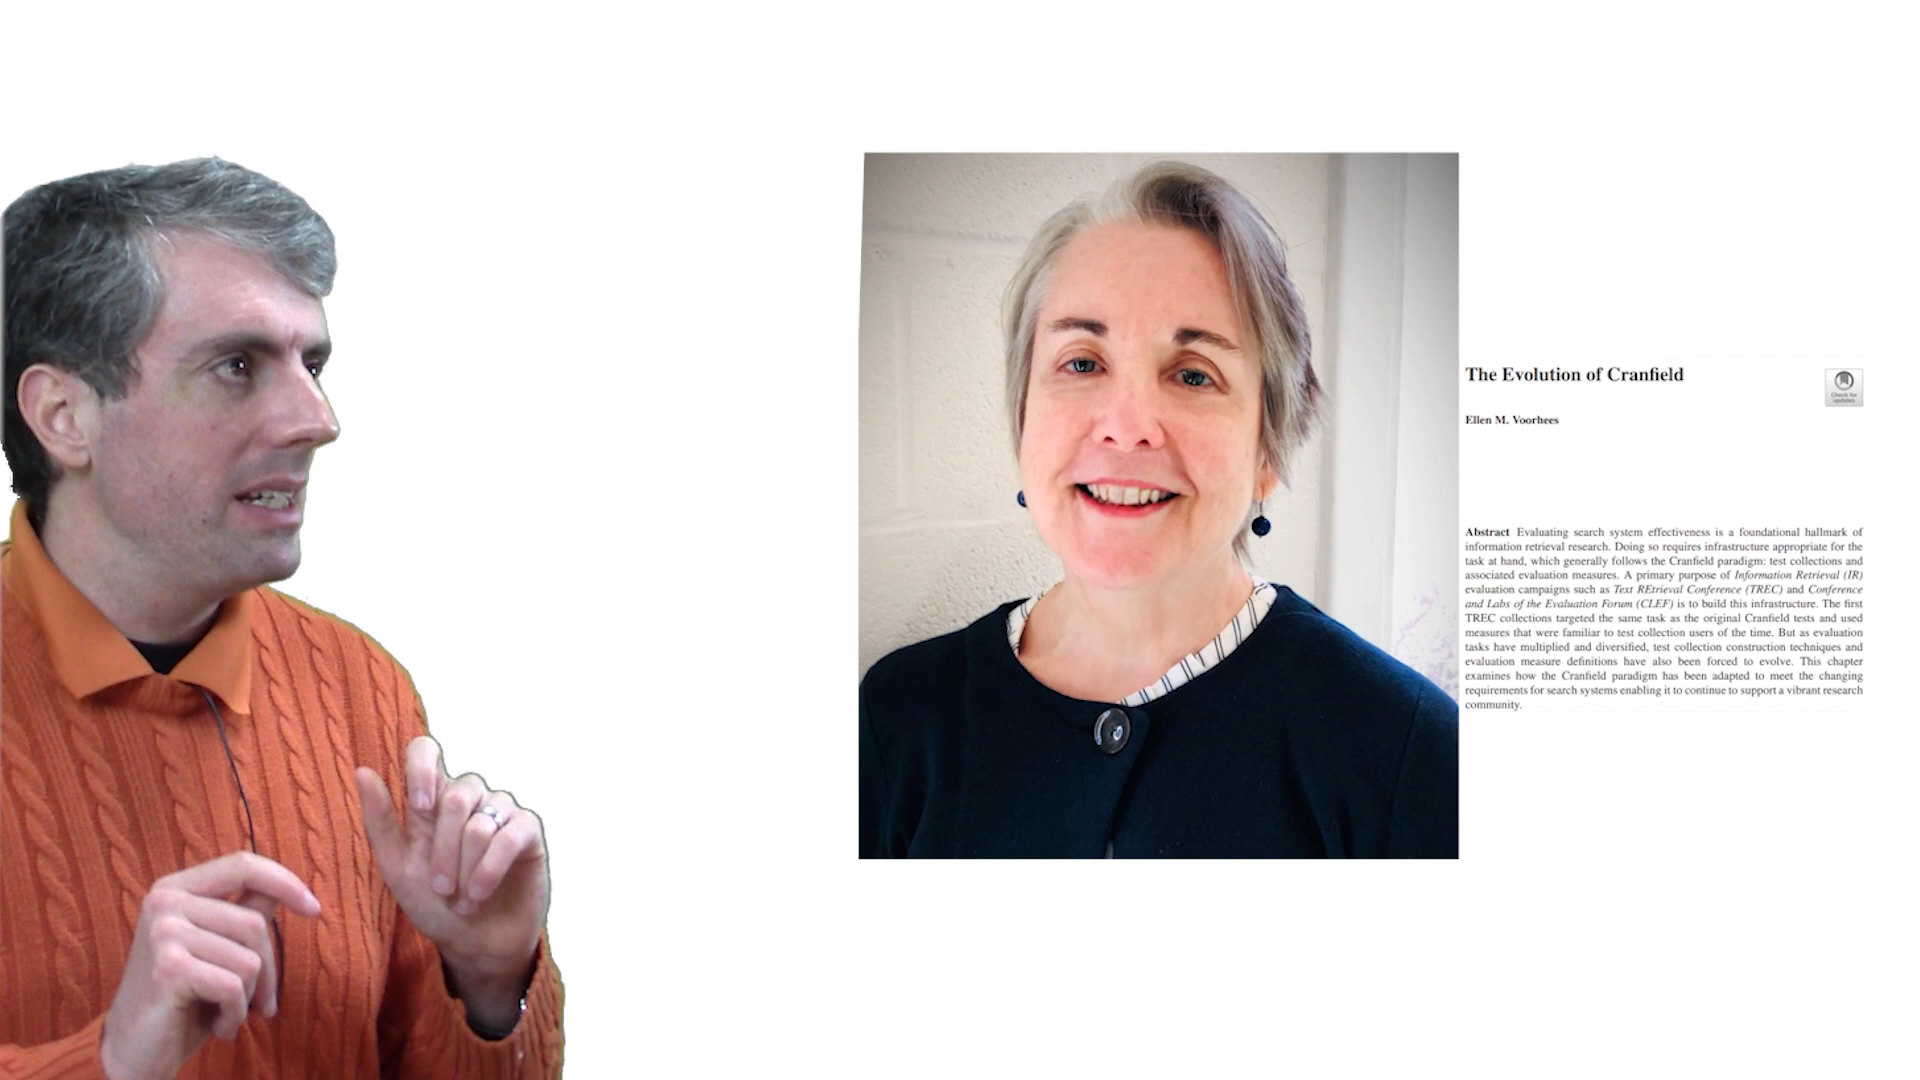 The Evolution of Cranfield
Check for
updates
Ellen M. Voorhees
Abstract Evaluating search system effectiveness is a foundational hallmark of
information retrieval research. Doing so requires infrastructure appropriate for the
task at hand, which generally follows the Cranfield paradigm: test collections and
associated evaluation measures. A primary purpose of Information Retrieval (IR)
evaluation campaigns such as Text REtrieval Conference (TREC) and Conference
and Labs of the Evaluation Forum (CLEF) is to build this infrastructure. The first
TREC collections targeted the same task as the original Cranfield tests and used
measures that were familiar to test collection users of the time. But as evaluation
tasks have multiplied and diversified, test collection construction techniques and
evaluation measure definitions have also been forced to evolve. This chapter
examines how the Cranfield paradigm has been adapted to meet the changing
requirements for search systems enabling it to continue to support a vibrant research
community.